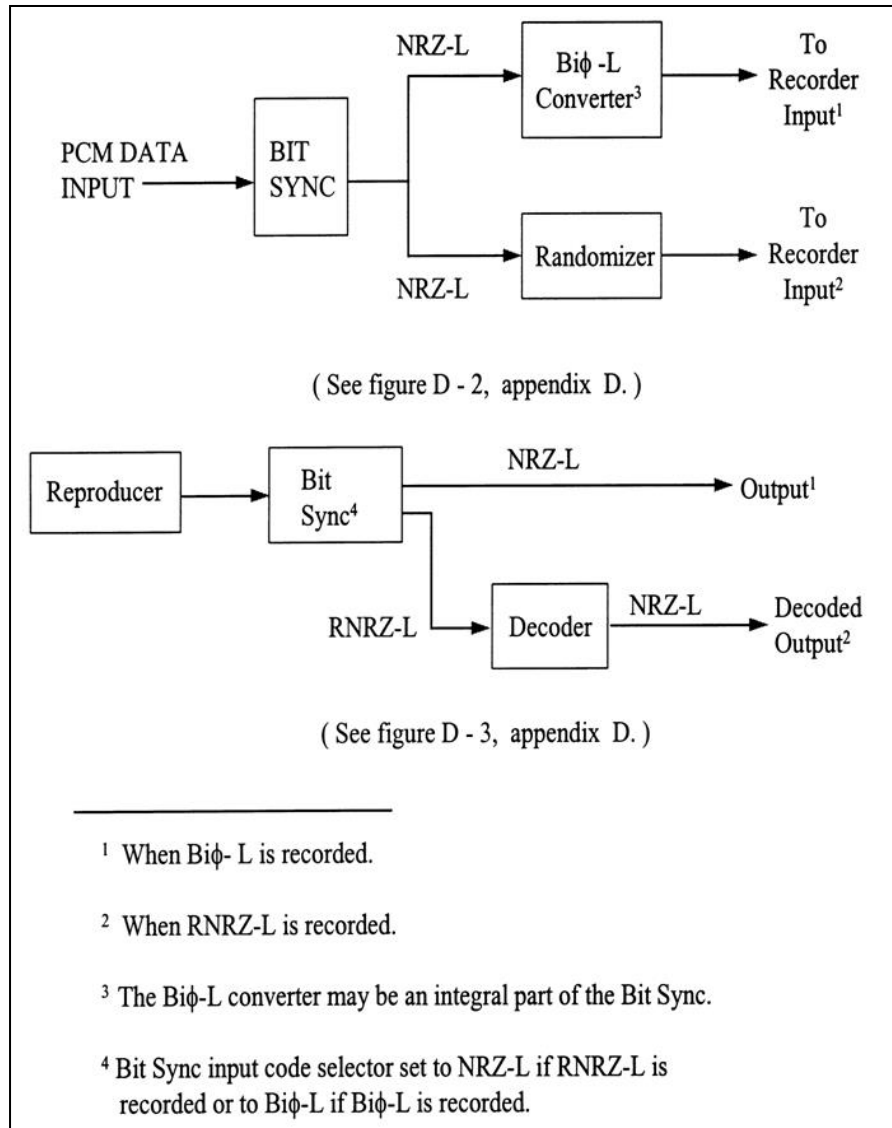 NRZ-L
Biϕ -L
Converter³
To
Recorder
Input¹
PCM DATA
INPUT
BIT
SYNC
NRZ-L
Randomizer
To
Recorder
Input²
( See figure D - 2, appendix D. )
Reproducer
Bit
Sync⁴
NRZ-L
Output¹
RNRZ-L
Decoder
NRZ-L
Decoded
Output²
( See figure D - 3, appendix D. )
¹ When Biϕ- L is recorded.
² When RNRZ-L is recorded.
³ The Biϕ-L converter may be an integral part of the Bit Sync.
⁴ Bit Sync input code selector set to NRZ-L if RNRZ-L is
recorded or to Biϕ-L if Biϕ-L is recorded.